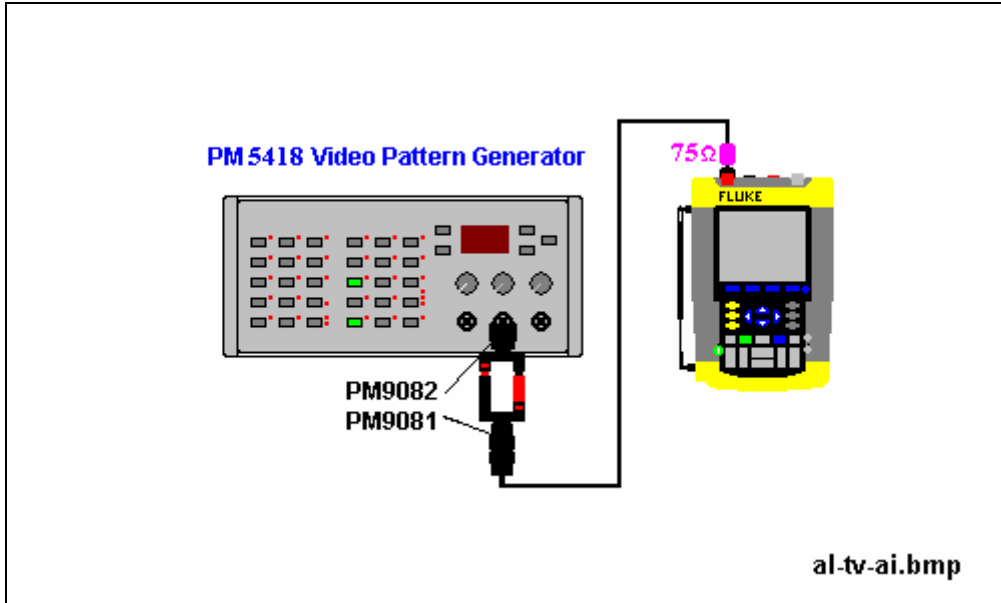 PM 5418 Video Pattern Generator
75Ω
FLUKE
PM9082
PM9081
al-tv-ai.bmp